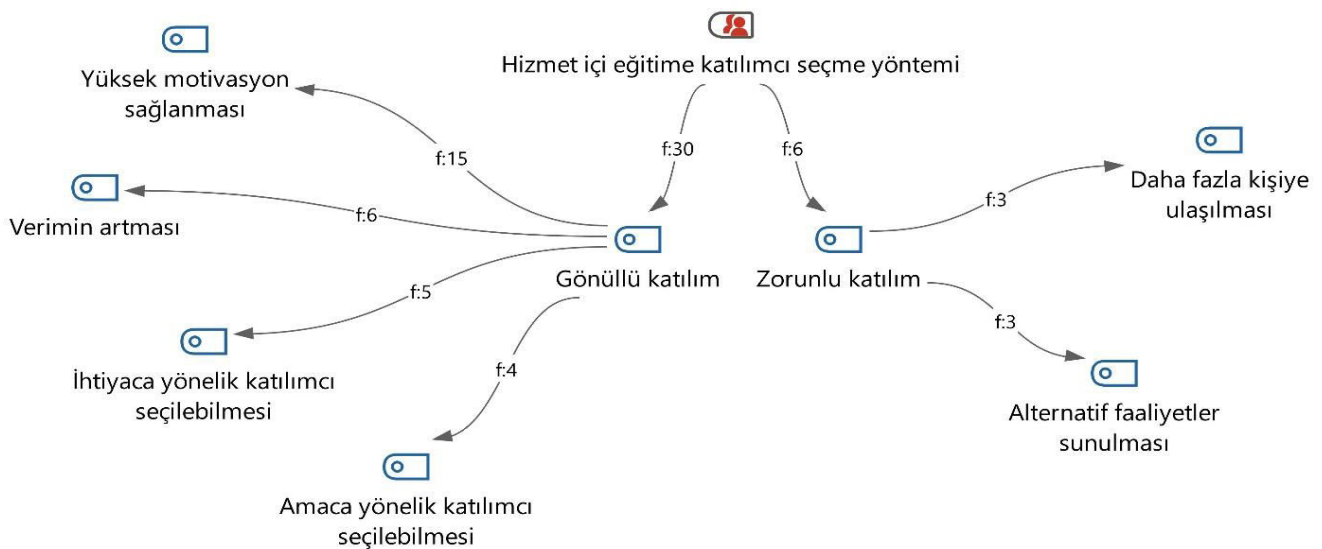 Hizmet içi eğitime katılımcı seçme yöntemi
Yüksek motivasyon
sağlanması
f:15
f:30
f:6
Daha fazla kişiye
ulaşılması
f:3
Verimin artması
f:6
Gönüllü katılım
Zorunlu katılım
f:5
f:3
İhtiyaca yönelik katılımcı
seçilebilmesi
f:4
Alternatif faaliyetler
sunulması
Amaca yönelik katılımcı
seçilebilmesi